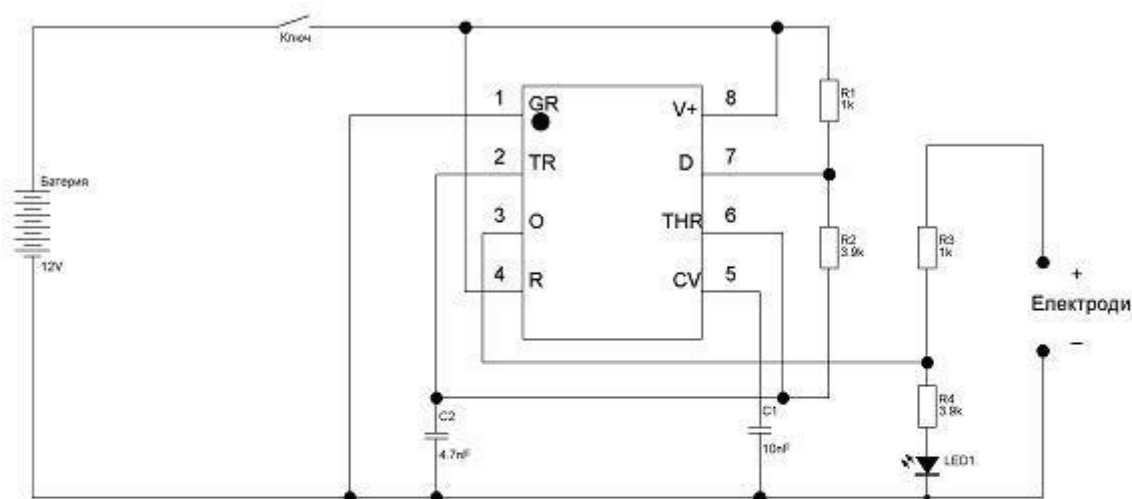 Ключ
Батерия
12V
1
GR
2
TR
3
O
4
R
V+
8
D
7
THR
6
CV
5
R1
1k
R2
3.9k
R3
1k
+
Електроди
−
R4
3.9k
LED1
C2
4.7nF
C1
10nF